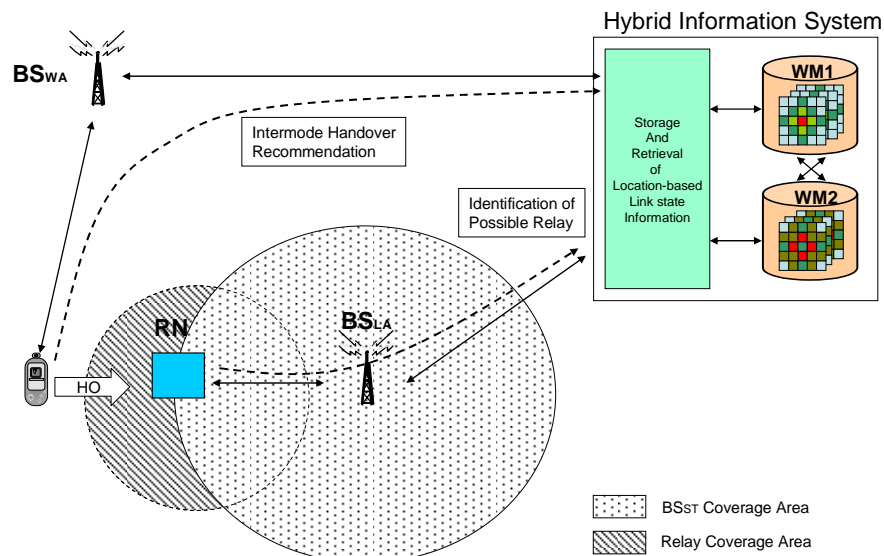 Hybrid Information System
BSWA
WM1
Intermode Handover
Recommendation
Storage
And
Retrieval
of
Location-based
Link state
Information
Identification of
Possible Relay
WM2
RN
BSLA
HO
BSST Coverage Area
Relay Coverage Area